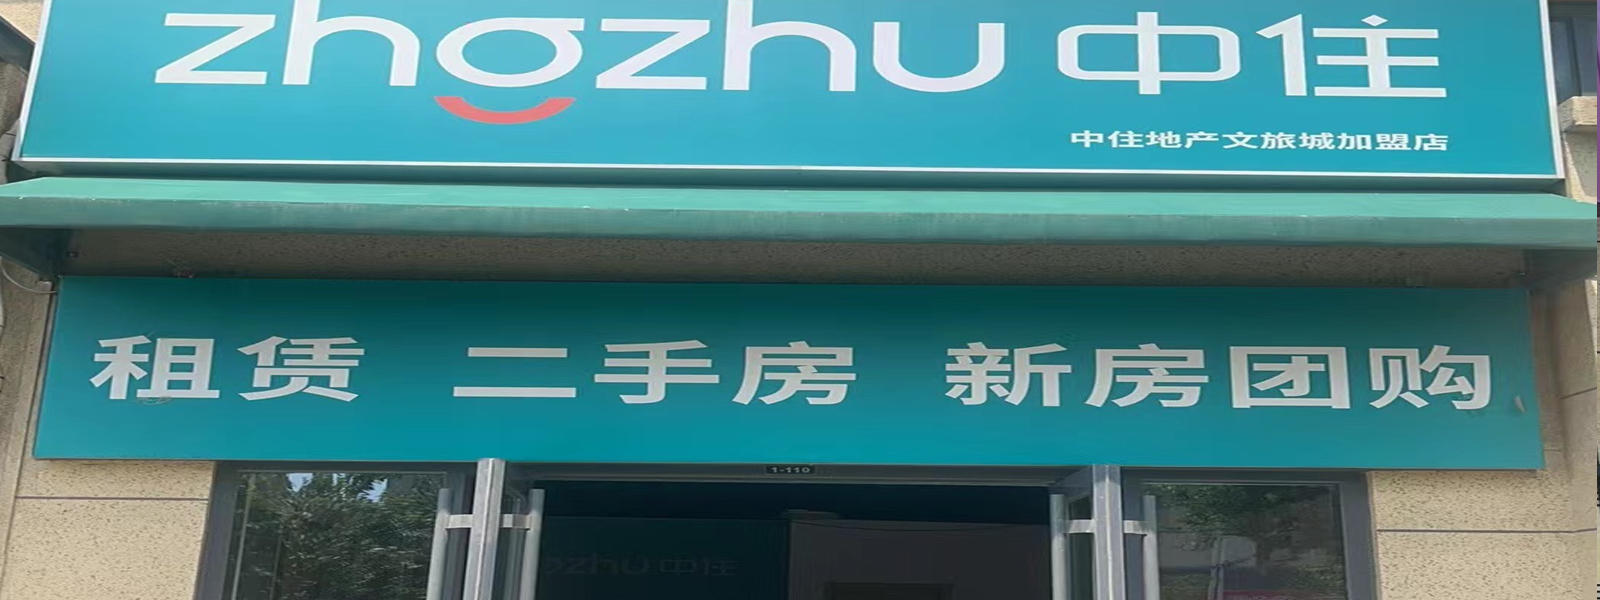 zhozhu 中住
中住地产文旅城加盟店
租赁 二手房 新房团购
1-110
ozhu 中住